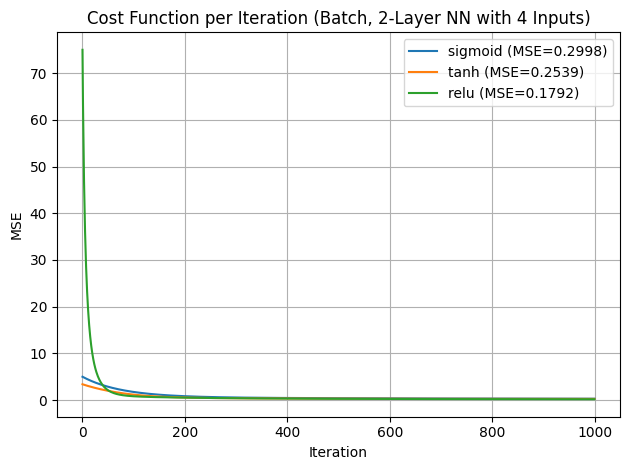 Cost Function per Iteration (Batch, 2-Layer NN with 4 Inputs)
sigmoid (MSE=0.2998)
tanh (MSE=0.2539)
relu (MSE=0.1792)
MSE
70
60
50
40
30
20
10
0
0 200 400 600 800 1000
Iteration